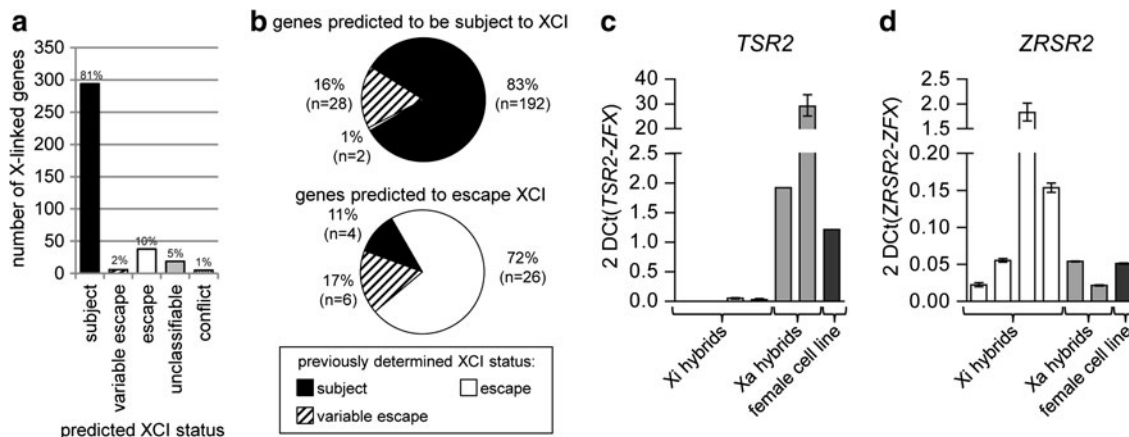 a
number of X-linked genes
350
300
250
200
150
100
50
0
81%
2%
10%
5%
1%
subject
variable escape
escape
unclassifiable
conflict
predicted XCI status
b
genes predicted to be subject to XCI
16%
(n=28)
83%
(n=192)
1%
(n=2)
genes predicted to escape XCI
11%
(n=4)
72%
(n=26)
17%
(n=6)
previously determined XCI status:
subject
escape
variable escape
c
TSR2
2 DCt(TSR2-ZFX)
40
30
20
10
2.0
1.5
1.0
0.5
0.0
Xi hybrids
Xa hybrids
female cell line
d
ZRSR2
2 DCt(ZRSR2-ZFX)
2.5
2.0
1.5
1.0
0.15
0.10
0.05
0.00
Xi hybrids
Xa hybrids
female cell line